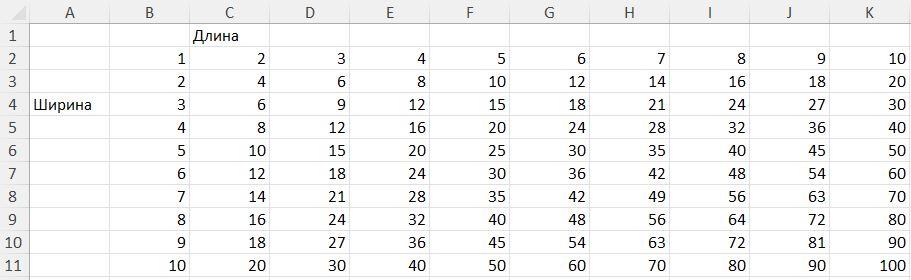 A B C D E F G H I J K
1 Длина
2 1 2 3 4 5 6 7 8 9 10
3 2 4 6 8 10 12 14 16 18 20
4 Ширина 3 6 9 12 15 18 21 24 27 30
5 4 8 12 16 20 24 28 32 36 40
6 5 10 15 20 25 30 35 40 45 50
7 6 12 18 24 30 36 42 48 54 60
8 7 14 21 28 35 42 49 56 63 70
9 8 16 24 32 40 48 56 64 72 80
10 9 18 27 36 45 54 63 72 81 90
11 10 20 30 40 50 60 70 80 90 100